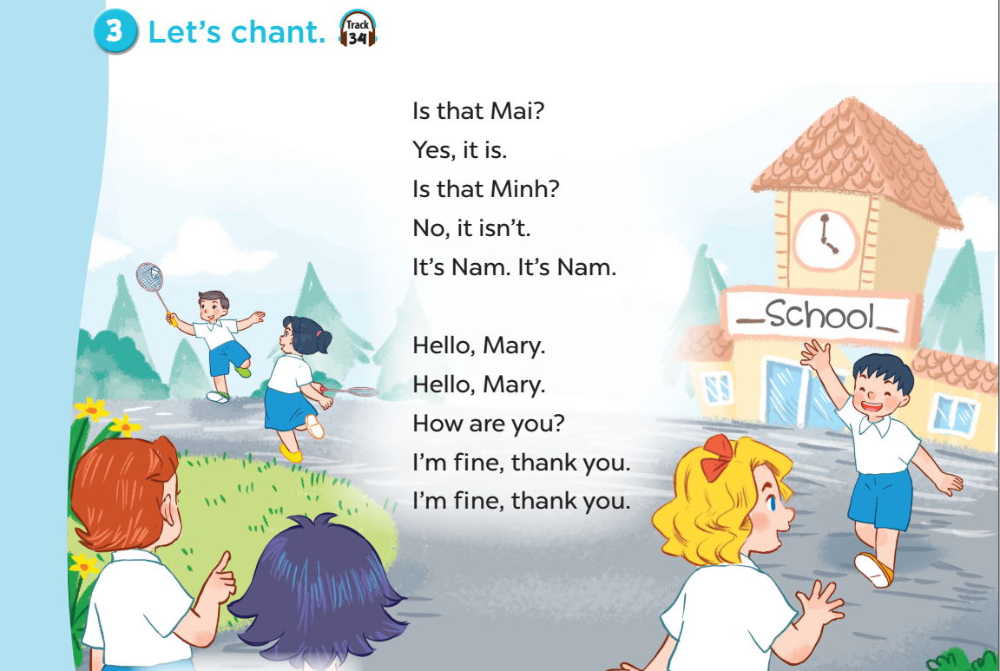 3 Let's chant. Track 34
Is that Mai?
Yes, it is.
Is that Minh?
No, it isn't.
It's Nam. It's Nam.
Hello, Mary.
Hello, Mary.
How are you?
I'm fine, thank you.
I'm fine, thank you.
_School_